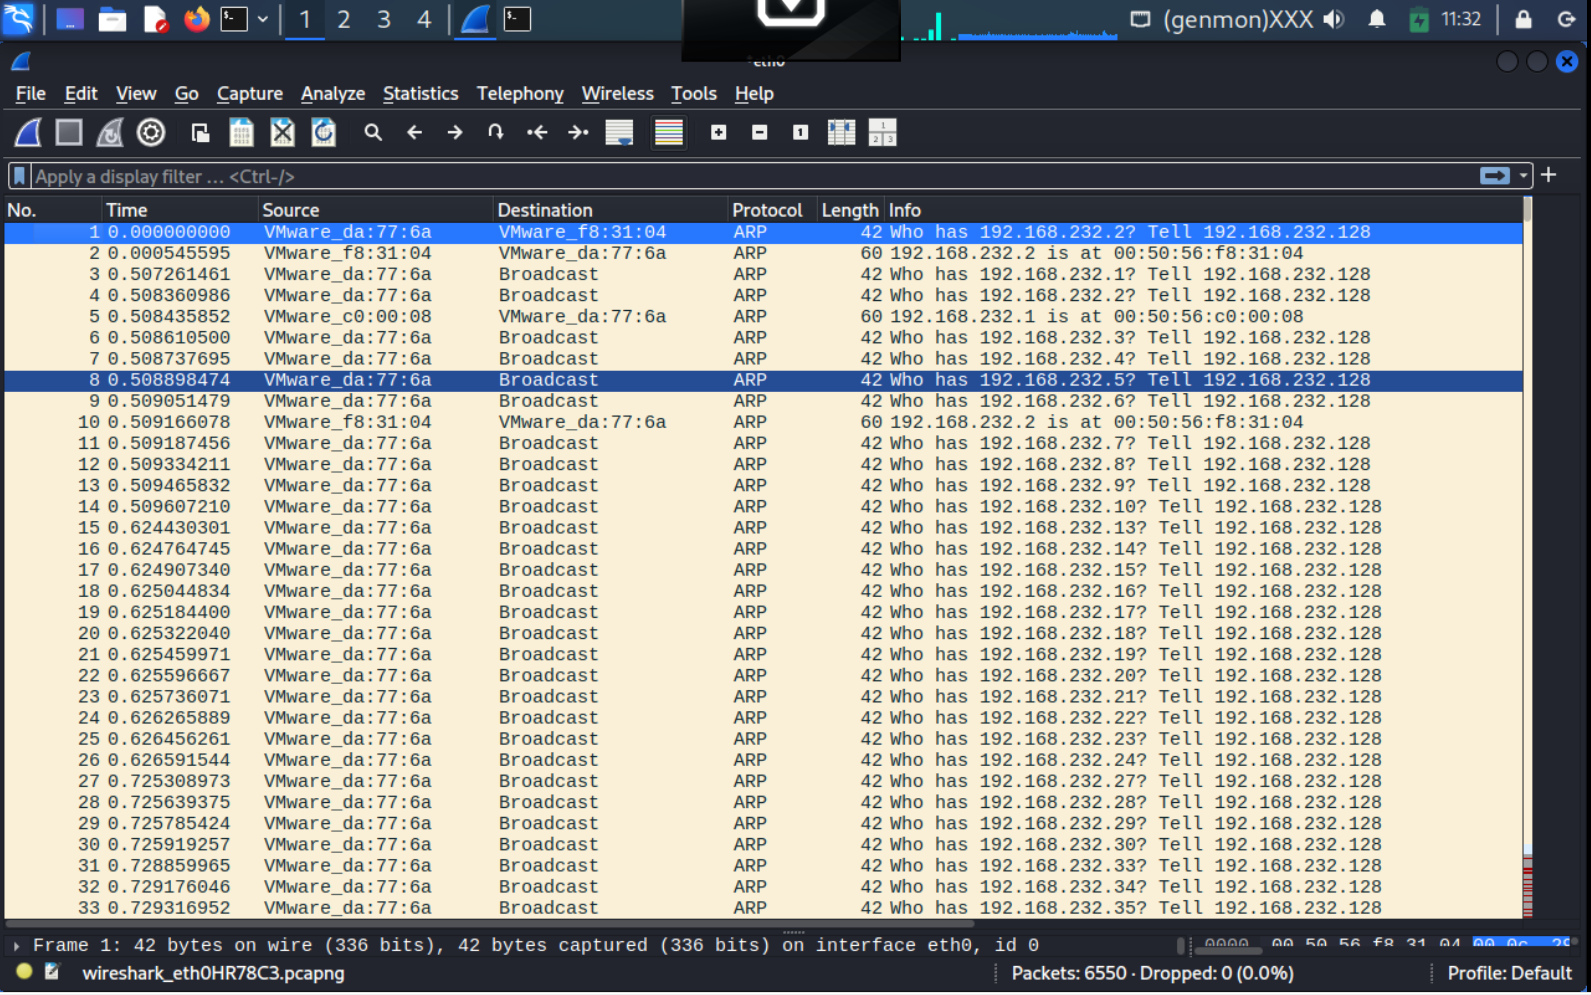 1 2 3 4 (genmon)XXX 11:32
*eth0
File Edit View Go Capture Analyze Statistics Telephony Wireless Tools Help
Apply a display filter ... <Ctrl-/>
No. Time Source Destination Protocol Length Info
1 0.000000000 VMware_da:77:6a VMware_f8:31:04 ARP 42 Who has 192.168.232.2? Tell 192.168.232.128
2 0.000545595 VMware_f8:31:04 VMware_da:77:6a ARP 60 192.168.232.2 is at 00:50:56:f8:31:04
3 0.507261461 VMware_da:77:6a Broadcast ARP 42 Who has 192.168.232.1? Tell 192.168.232.128
4 0.508360986 VMware_da:77:6a Broadcast ARP 42 Who has 192.168.232.2? Tell 192.168.232.128
5 0.508435852 VMware_c0:00:08 VMware_da:77:6a ARP 60 192.168.232.1 is at 00:50:56:c0:00:08
6 0.508610500 VMware_da:77:6a Broadcast ARP 42 Who has 192.168.232.3? Tell 192.168.232.128
7 0.508737695 VMware_da:77:6a Broadcast ARP 42 Who has 192.168.232.4? Tell 192.168.232.128
8 0.508898474 VMware_da:77:6a Broadcast ARP 42 Who has 192.168.232.5? Tell 192.168.232.128
9 0.509051479 VMware_da:77:6a Broadcast ARP 42 Who has 192.168.232.6? Tell 192.168.232.128
10 0.509166078 VMware_f8:31:04 VMware_da:77:6a ARP 60 192.168.232.2 is at 00:50:56:f8:31:04
11 0.509187456 VMware_da:77:6a Broadcast ARP 42 Who has 192.168.232.7? Tell 192.168.232.128
12 0.509334211 VMware_da:77:6a Broadcast ARP 42 Who has 192.168.232.8? Tell 192.168.232.128
13 0.509465832 VMware_da:77:6a Broadcast ARP 42 Who has 192.168.232.9? Tell 192.168.232.128
14 0.509607210 VMware_da:77:6a Broadcast ARP 42 Who has 192.168.232.10? Tell 192.168.232.128
15 0.624430301 VMware_da:77:6a Broadcast ARP 42 Who has 192.168.232.13? Tell 192.168.232.128
16 0.624764745 VMware_da:77:6a Broadcast ARP 42 Who has 192.168.232.14? Tell 192.168.232.128
17 0.624907340 VMware_da:77:6a Broadcast ARP 42 Who has 192.168.232.15? Tell 192.168.232.128
18 0.625044834 VMware_da:77:6a Broadcast ARP 42 Who has 192.168.232.16? Tell 192.168.232.128
19 0.625184400 VMware_da:77:6a Broadcast ARP 42 Who has 192.168.232.17? Tell 192.168.232.128
20 0.625322040 VMware_da:77:6a Broadcast ARP 42 Who has 192.168.232.18? Tell 192.168.232.128
21 0.625459971 VMware_da:77:6a Broadcast ARP 42 Who has 192.168.232.19? Tell 192.168.232.128
22 0.625596667 VMware_da:77:6a Broadcast ARP 42 Who has 192.168.232.20? Tell 192.168.232.128
23 0.625736071 VMware_da:77:6a Broadcast ARP 42 Who has 192.168.232.21? Tell 192.168.232.128
24 0.626265889 VMware_da:77:6a Broadcast ARP 42 Who has 192.168.232.22? Tell 192.168.232.128
25 0.626456261 VMware_da:77:6a Broadcast ARP 42 Who has 192.168.232.23? Tell 192.168.232.128
26 0.626591544 VMware_da:77:6a Broadcast ARP 42 Who has 192.168.232.24? Tell 192.168.232.128
27 0.725308973 VMware_da:77:6a Broadcast ARP 42 Who has 192.168.232.27? Tell 192.168.232.128
28 0.725639375 VMware_da:77:6a Broadcast ARP 42 Who has 192.168.232.28? Tell 192.168.232.128
29 0.725785424 VMware_da:77:6a Broadcast ARP 42 Who has 192.168.232.29? Tell 192.168.232.128
30 0.725919257 VMware_da:77:6a Broadcast ARP 42 Who has 192.168.232.30? Tell 192.168.232.128
31 0.728859965 VMware_da:77:6a Broadcast ARP 42 Who has 192.168.232.33? Tell 192.168.232.128
32 0.729176046 VMware_da:77:6a Broadcast ARP 42 Who has 192.168.232.34? Tell 192.168.232.128
33 0.729316952 VMware_da:77:6a Broadcast ARP 42 Who has 192.168.232.35? Tell 192.168.232.128
Frame 1: 42 bytes on wire (336 bits), 42 bytes captured (336 bits) on interface eth0, id 0 0000 00 50 56 f8 31 04 00 0c 29
wireshark_eth0HR78C3.pcapng Packets: 6550 · Dropped: 0 (0.0%) Profile: Default